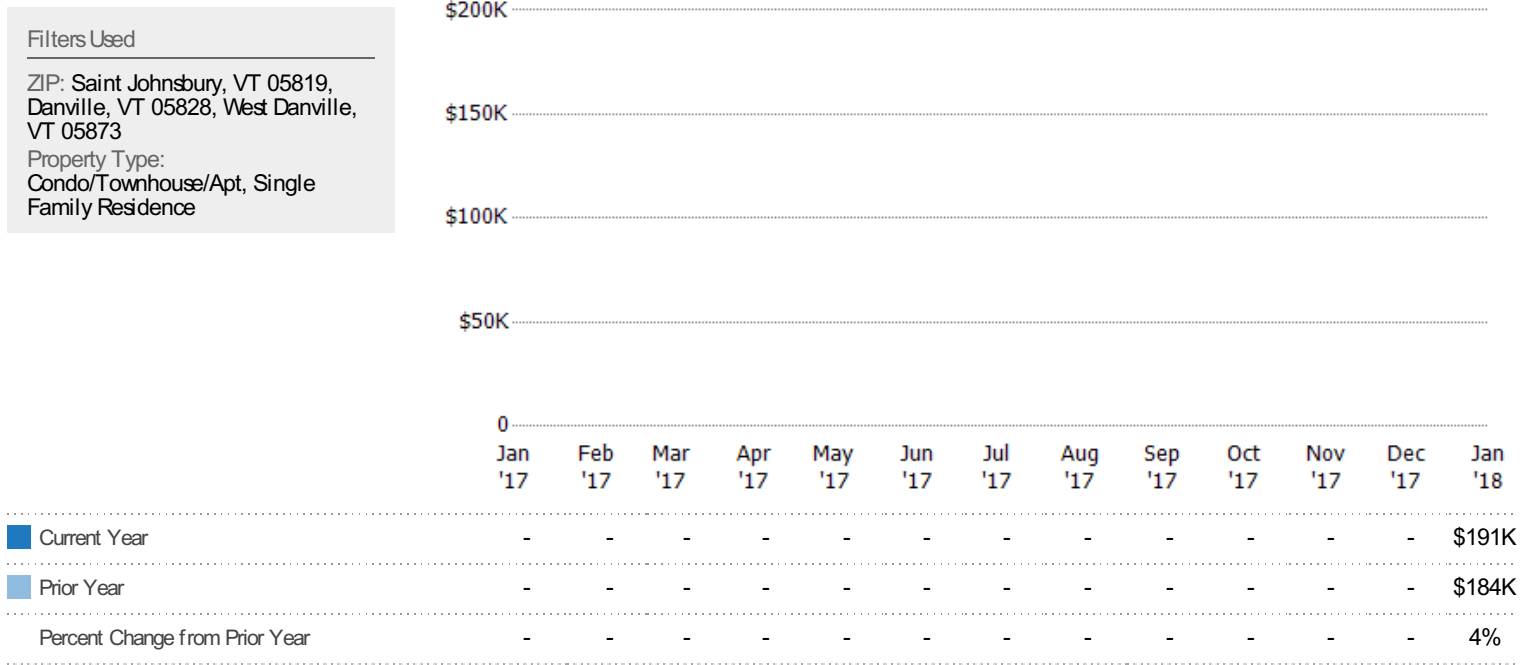 Filters Used
ZIP: Saint Johnsbury, VT 05819,
Danville, VT 05828, West Danville,
VT 05873
Property Type:
Condo/Townhouse/Apt, Single
Family Residence
$200K
$150K
$100K
$50K
0
Jan Feb Mar Apr May Jun Jul Aug Sep Oct Nov Dec Jan
'17 '17 '17 '17 '17 '17 '17 '17 '17 '17 '17 '17 '18
Current Year - - - - - - - - - - - - $191K
Prior Year - - - - - - - - - - - - $184K
Percent Change from Prior Year - - - - - - - - - - - - 4%